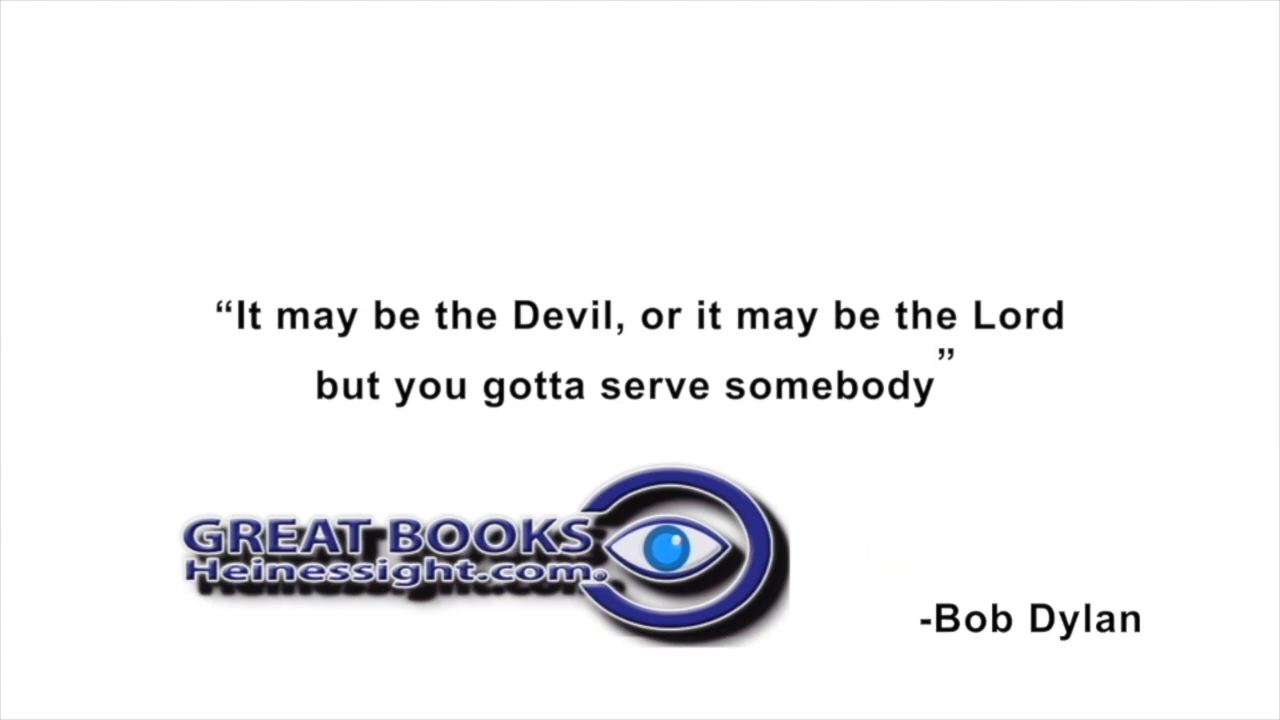 “It may be the Devil, or it may be the Lord
but you gotta serve somebody”
GREAT BOOKS
Heinessight.com.
-Bob Dylan